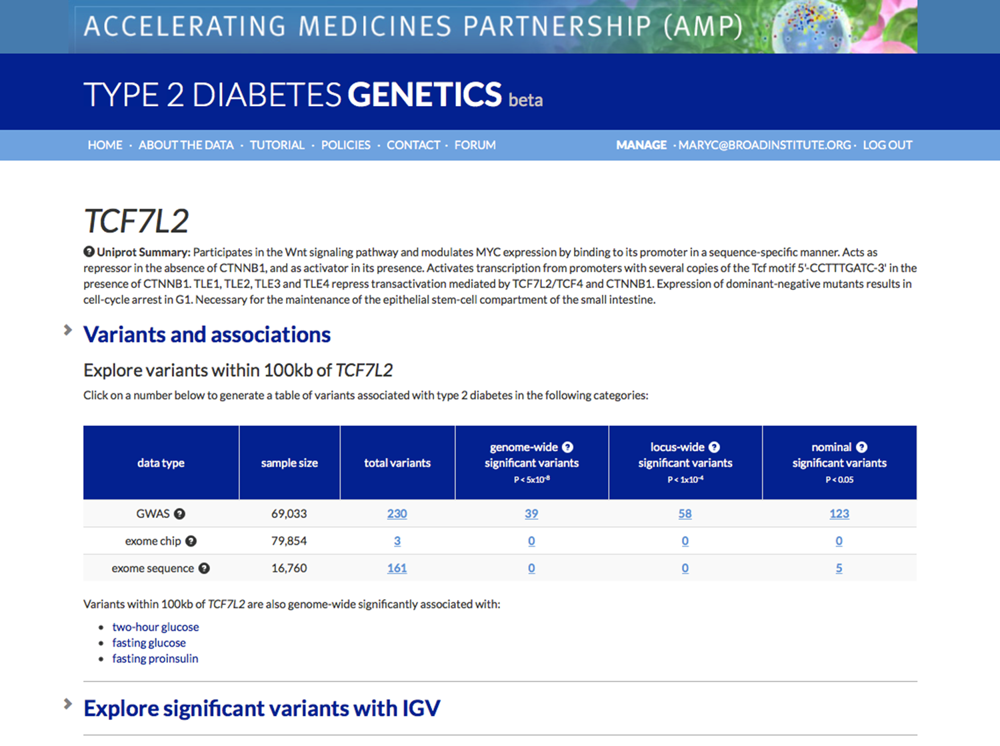 ACCELERATING MEDICINES PARTNERSHIP (AMP)
TYPE 2 DIABETES GENETICS beta
HOME · ABOUT THE DATA · TUTORIAL · POLICIES · CONTACT · FORUM MANAGE · MARYC@BROADINSTITUTE.ORG · LOG OUT
TCF7L2
? Uniprot Summary: Participates in the Wnt signaling pathway and modulates MYC expression by binding to its promoter in a sequence-specific manner. Acts as
repressor in the absence of CTNNB1, and as activator in its presence. Activates transcription from promoters with several copies of the Tcf motif 5'-CCTTTGATC-3' in the
presence of CTNNB1. TLE1, TLE2, TLE3 and TLE4 repress transactivation mediated by TCF7L2/TCF4 and CTNNB1. Expression of dominant-negative mutants results in
cell-cycle arrest in G1. Necessary for the maintenance of the epithelial stem-cell compartment of the small intestine.
Variants and associations
Explore variants within 100kb of TCF7L2
Click on a number below to generate a table of variants associated with type 2 diabetes in the following categories:
data type sample size total variants genome-wide ? significant variants P < 5x10⁻⁸ locus-wide ? significant variants P < 1x10⁻⁴ nominal ? significant variants P < 0.05
GWAS ? 69,033 230 39 58 123
exome chip ? 79,854 3 0 0 0
exome sequence ? 16,760 161 0 0 5
Variants within 100kb of TCF7L2 are also genome-wide significantly associated with:
• two-hour glucose
• fasting glucose
• fasting proinsulin
Explore significant variants with IGV